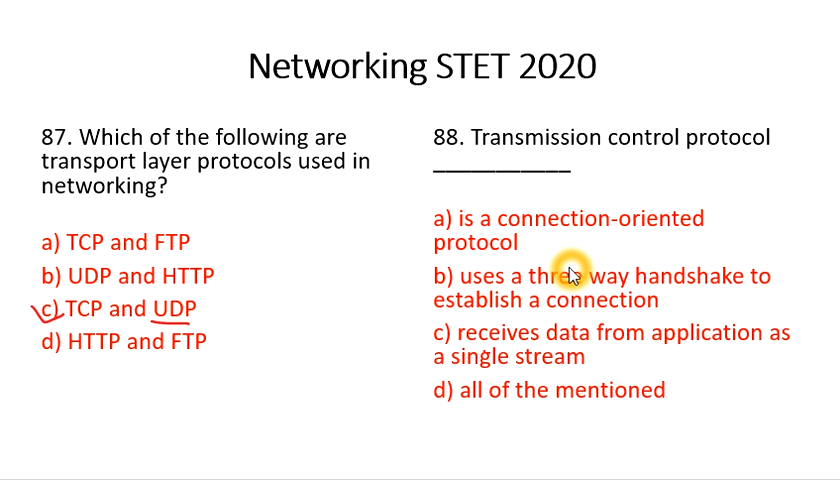 Networking STET 2020
87. Which of the following are
transport layer protocols used in
networking?
a) TCP and FTP
b) UDP and HTTP
c) TCP and UDP
d) HTTP and FTP
88. Transmission control protocol
___________
a) is a connection-oriented
protocol
b) uses a three way handshake to
establish a connection
c) receives data from application as
a single stream
d) all of the mentioned